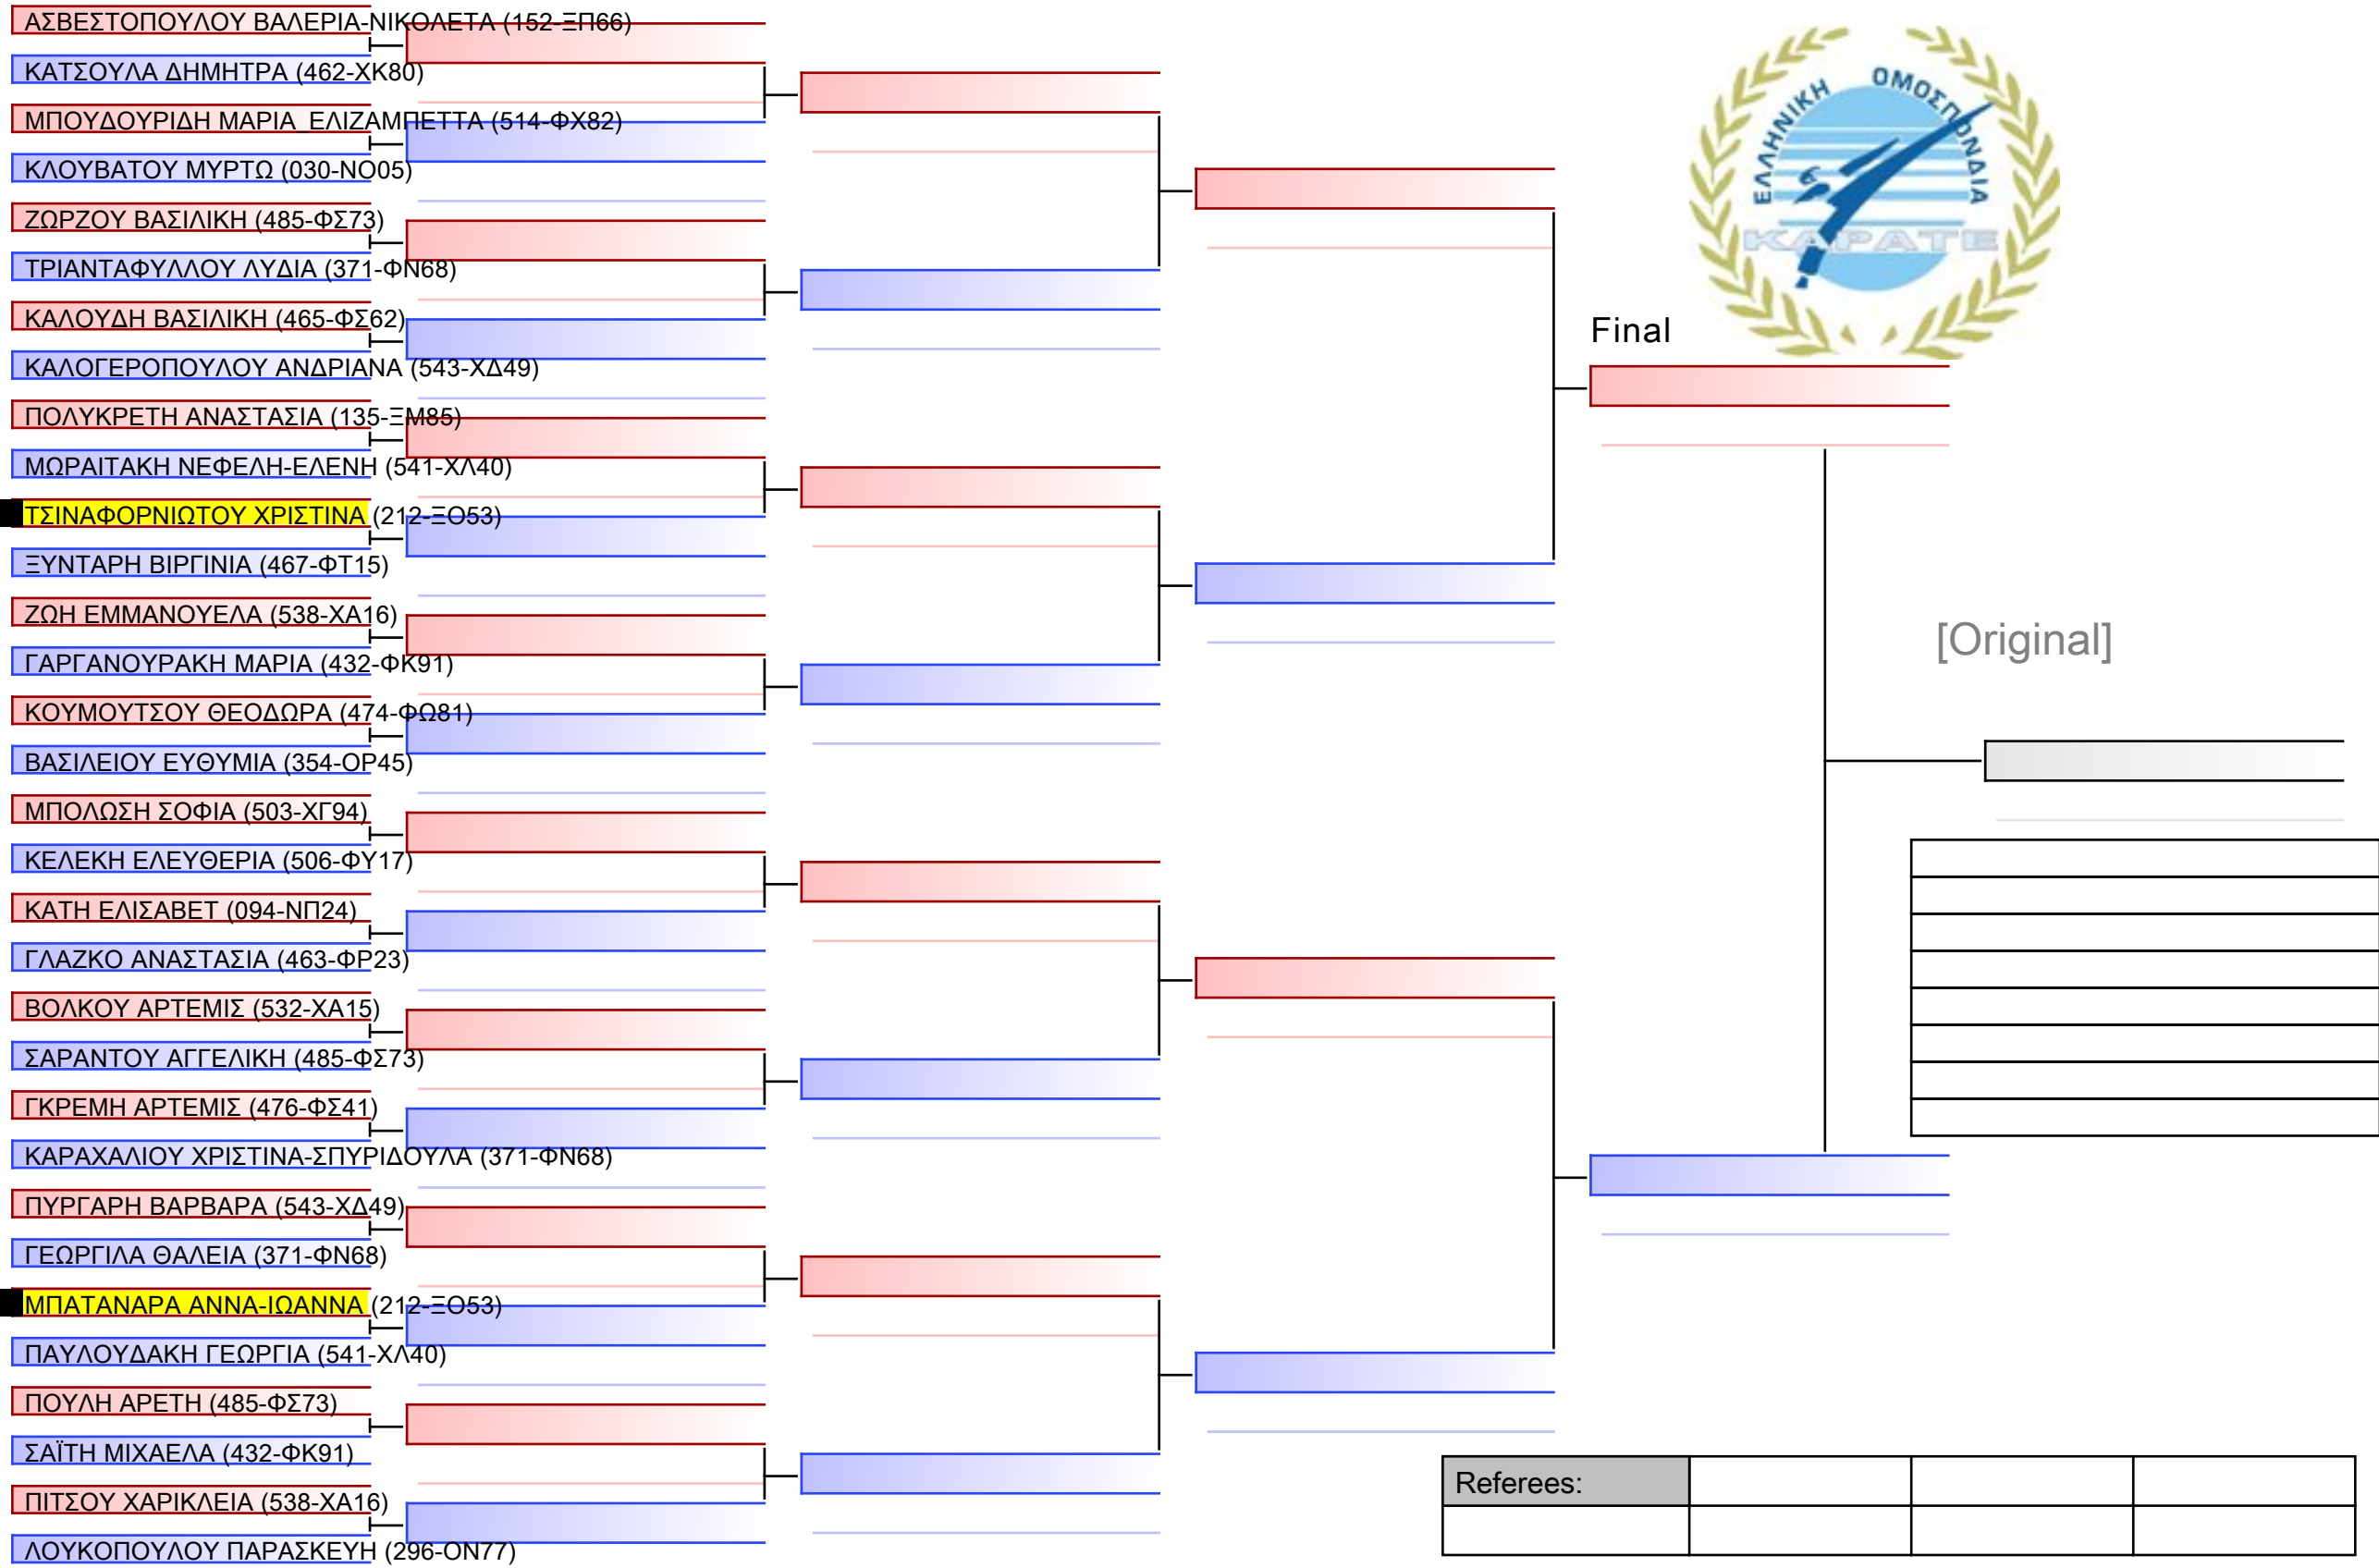 ΑΣΒΕΣΤΟΠΟΥΛΟΥ ΒΑΛΕΡΙΑ-ΝΙΚΟΛΕΤΑ (152-ΞΠ66)
ΚΑΤΣΟΥΛΑ ΔΗΜΗΤΡΑ (462-ΧΚ80)
ΜΠΟΥΔΟΥΡΙΔΗ ΜΑΡΙΑ ΕΛΙΖΑΜΠΕΤΤΑ (514-ΦΧ82)
ΚΛΟΥΒΑΤΟΥ ΜΥΡΤΩ (030-ΝΟ05)
ΖΩΡΖΟΥ ΒΑΣΙΛΙΚΗ (485-ΦΣ73)
ΤΡΙΑΝΤΑΦΥΛΛΟΥ ΛΥΔΙΑ (371-ΦΝ68)
ΚΑΛΟΥΔΗ ΒΑΣΙΛΙΚΗ (465-ΦΣ62)
ΚΑΛΟΓΕΡΟΠΟΥΛΟΥ ΑΝΔΡΙΑΝΑ (543-ΧΔ49)
ΠΟΛΥΚΡΕΤΗ ΑΝΑΣΤΑΣΙΑ (135-ΞΜ85)
ΜΩΡΑΙΤΑΚΗ ΝΕΦΕΛΗ-ΕΛΕΝΗ (541-ΧΛ40)
ΤΣΙΝΑΦΟΡΝΙΩΤΟΥ ΧΡΙΣΤΙΝΑ (212-ΞΟ53)
ΞΥΝΤΑΡΗ ΒΙΡΓΙΝΙΑ (467-ΦΤ15)
ΖΩΗ ΕΜΜΑΝΟΥΕΛΑ (538-ΧΑ16)
ΓΑΡΓΑΝΟΥΡΑΚΗ ΜΑΡΙΑ (432-ΦΚ91)
ΚΟΥΜΟΥΤΣΟΥ ΘΕΟΔΩΡΑ (474-ΦΩ81)
ΒΑΣΙΛΕΙΟΥ ΕΥΘΥΜΙΑ (354-ΟΡ45)
ΜΠΟΛΩΣΗ ΣΟΦΙΑ (503-ΧΓ94)
ΚΕΛΕΚΗ ΕΛΕΥΘΕΡΙΑ (506-ΦΥ17)
ΚΑΤΗ ΕΛΙΣΑΒΕΤ (094-ΝΠ24)
ΓΛΑΖΚΟ ΑΝΑΣΤΑΣΙΑ (463-ΦΡ23)
ΒΟΛΚΟΥ ΑΡΤΕΜΙΣ (532-ΧΑ15)
ΣΑΡΑΝΤΟΥ ΑΓΓΕΛΙΚΗ (485-ΦΣ73)
ΓΚΡΕΜΗ ΑΡΤΕΜΙΣ (476-ΦΣ41)
ΚΑΡΑΧΑΛΙΟΥ ΧΡΙΣΤΙΝΑ-ΣΠΥΡΙΔΟΥΛΑ (371-ΦΝ68)
ΠΥΡΓΑΡΗ ΒΑΡΒΑΡΑ (543-ΧΔ49)
ΓΕΩΡΓΙΛΑ ΘΑΛΕΙΑ (371-ΦΝ68)
ΜΠΑΤΑΝΑΡΑ ΑΝΝΑ-ΙΩΑΝΝΑ (212-ΞΟ53)
ΠΑΥΛΟΥΔΑΚΗ ΓΕΩΡΓΙΑ (541-ΧΛ40)
ΠΟΥΛΗ ΑΡΕΤΗ (485-ΦΣ73)
ΣΑΪΤΗ ΜΙΧΑΕΛΑ (432-ΦΚ91)
ΠΙΤΣΟΥ ΧΑΡΙΚΛΕΙΑ (538-ΧΑ16)
ΛΟΥΚΟΠΟΥΛΟΥ ΠΑΡΑΣΚΕΥΗ (296-ΟΝ77)
ΕΛΛΗΝΙΚΗ ΟΜΟΣΠΟΝΔΙΑ
ΚΑΡΑΤΕ
Final
[Original]
Referees: